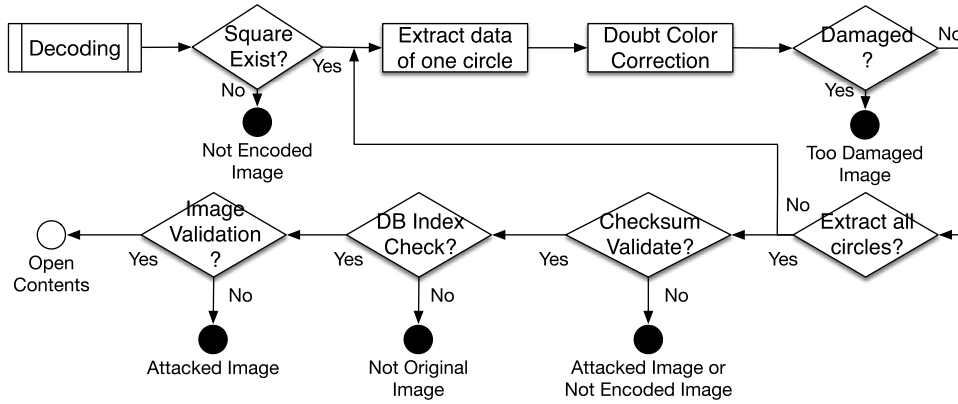 Decoding
Square
Exist?
Yes
No
Not Encoded
Image
Extract data
of one circle
Doubt Color
Correction
Damaged
?
No
Yes
Too Damaged
Image
Extract all
circles?
No
Yes
Checksum
Validate?
Yes
No
Attacked Image or
Not Encoded Image
DB Index
Check?
Yes
No
Not Original
Image
Image
Validation
?
Yes
No
Attacked Image
Open
Contents